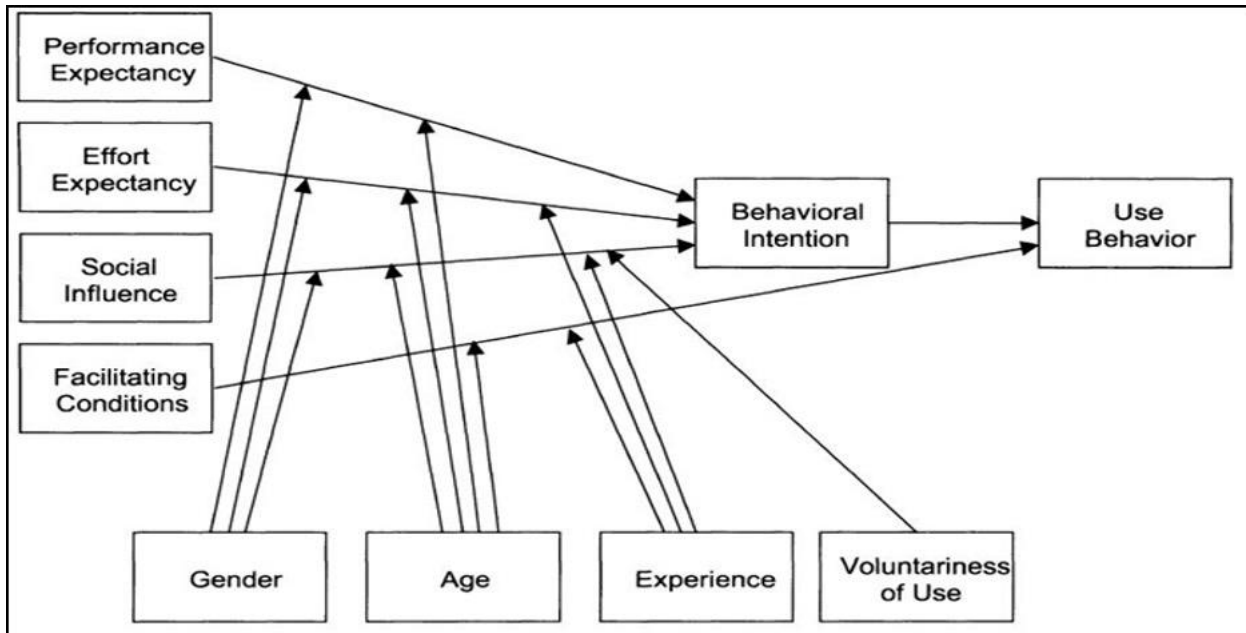 Performance
Expectancy
Effort
Expectancy
Social
Influence
Facilitating
Conditions
Behavioral
Intention
Use
Behavior
Gender
Age
Experience
Voluntariness
of Use